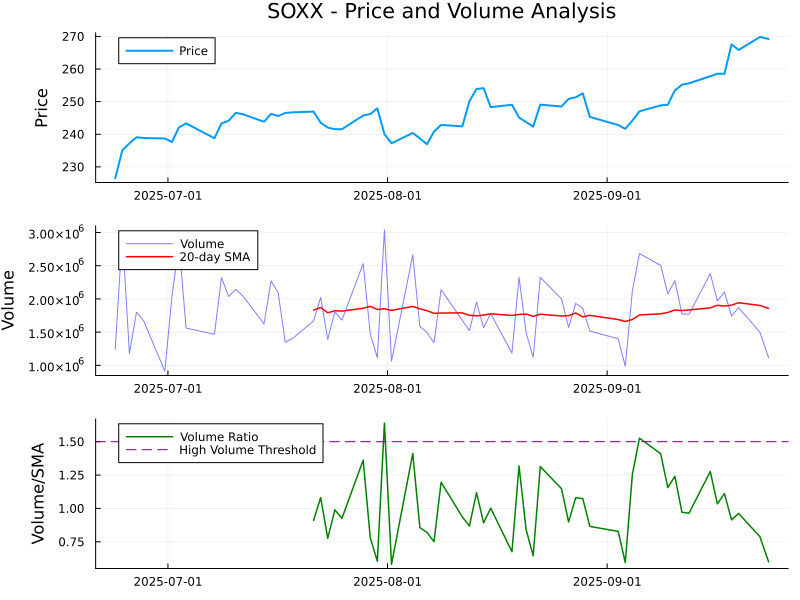 SOXX - Price and Volume Analysis
Price
270
260
250
240
230
Price
2025-07-01 2025-08-01 2025-09-01
Volume
3.00×10⁶
2.50×10⁶
2.00×10⁶
1.50×10⁶
1.00×10⁶
Volume
20-day SMA
2025-07-01 2025-08-01 2025-09-01
Volume/SMA
1.50
1.25
1.00
0.75
Volume Ratio
High Volume Threshold
2025-07-01 2025-08-01 2025-09-01